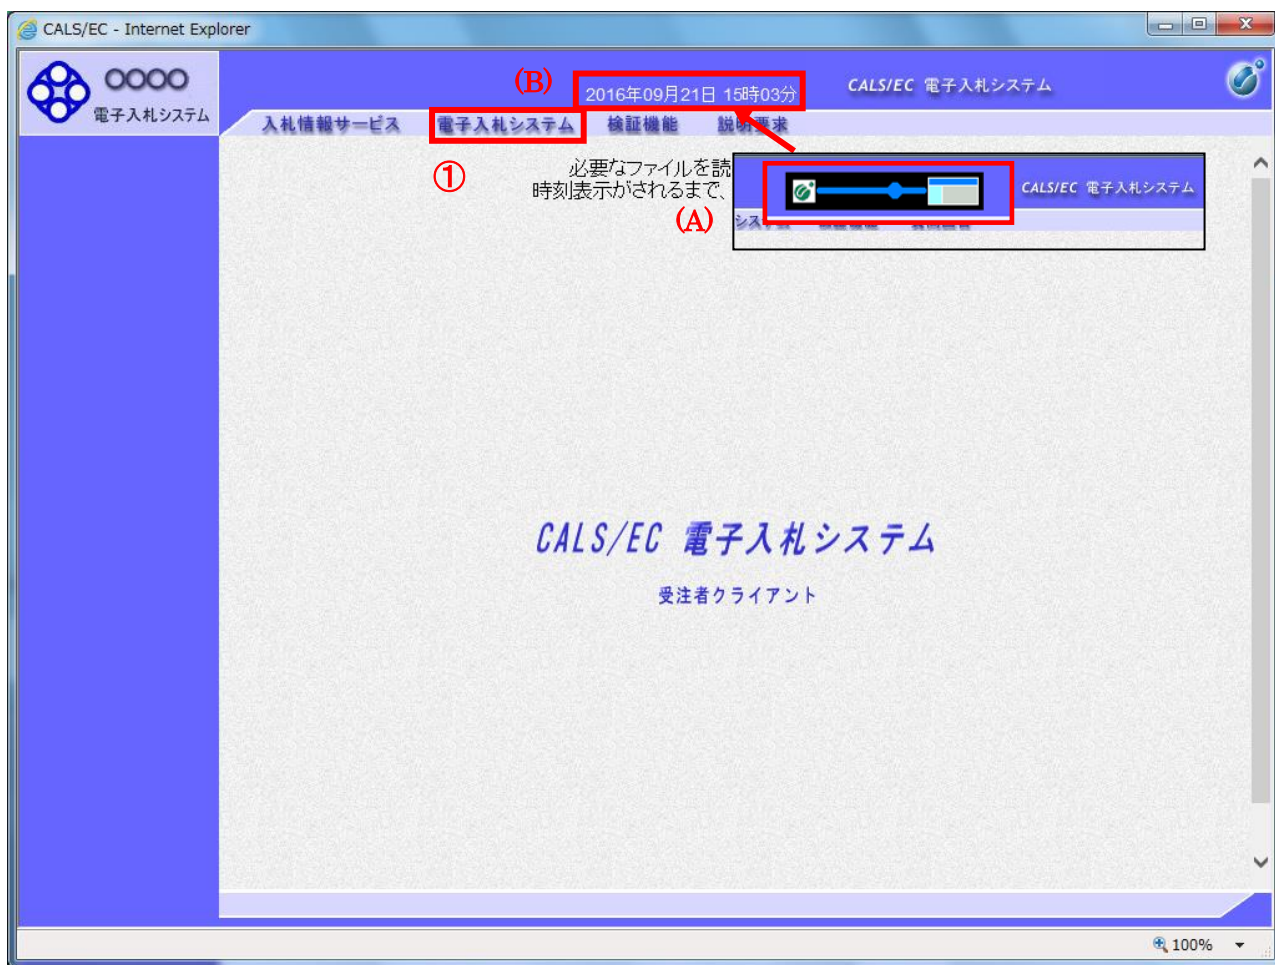 CALS/EC - Internet Explorer
○○○○
電子入札システム
(B)
2016年09月21日 15時03分
CALS/EC 電子入札システム
入札情報サービス
電子入札システム
検証機能
説明要求
①
必要なファイルを読
時刻表示がされるまで、
(A)
CALS/EC 電子入札システム
CALS/EC 電子入札システム
受注者クライアント
100%